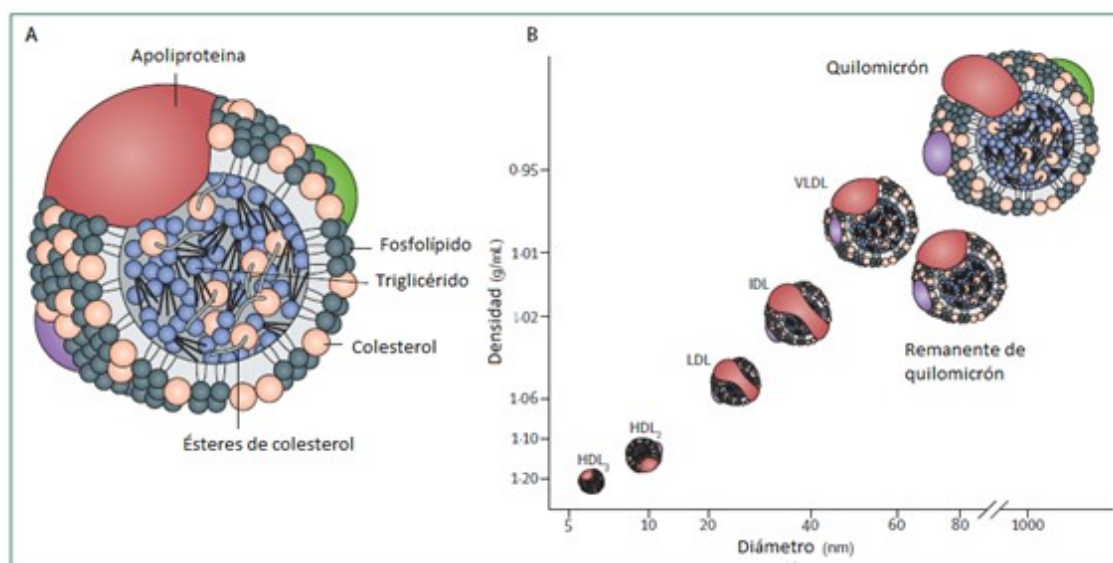 A
Apoliproteina
Fosfolípido
Triglicérido
Colesterol
Ésteres de colesterol
B
Densidad (g/mL)
0·95
1·01
1·02
1·06
1·10
1·20
Quilomicrón
VLDL
IDL
Remanente de
quilomicrón
LDL
HDL2
HDL3
5
10
20
40
60
80
1000
Diámetro (nm)